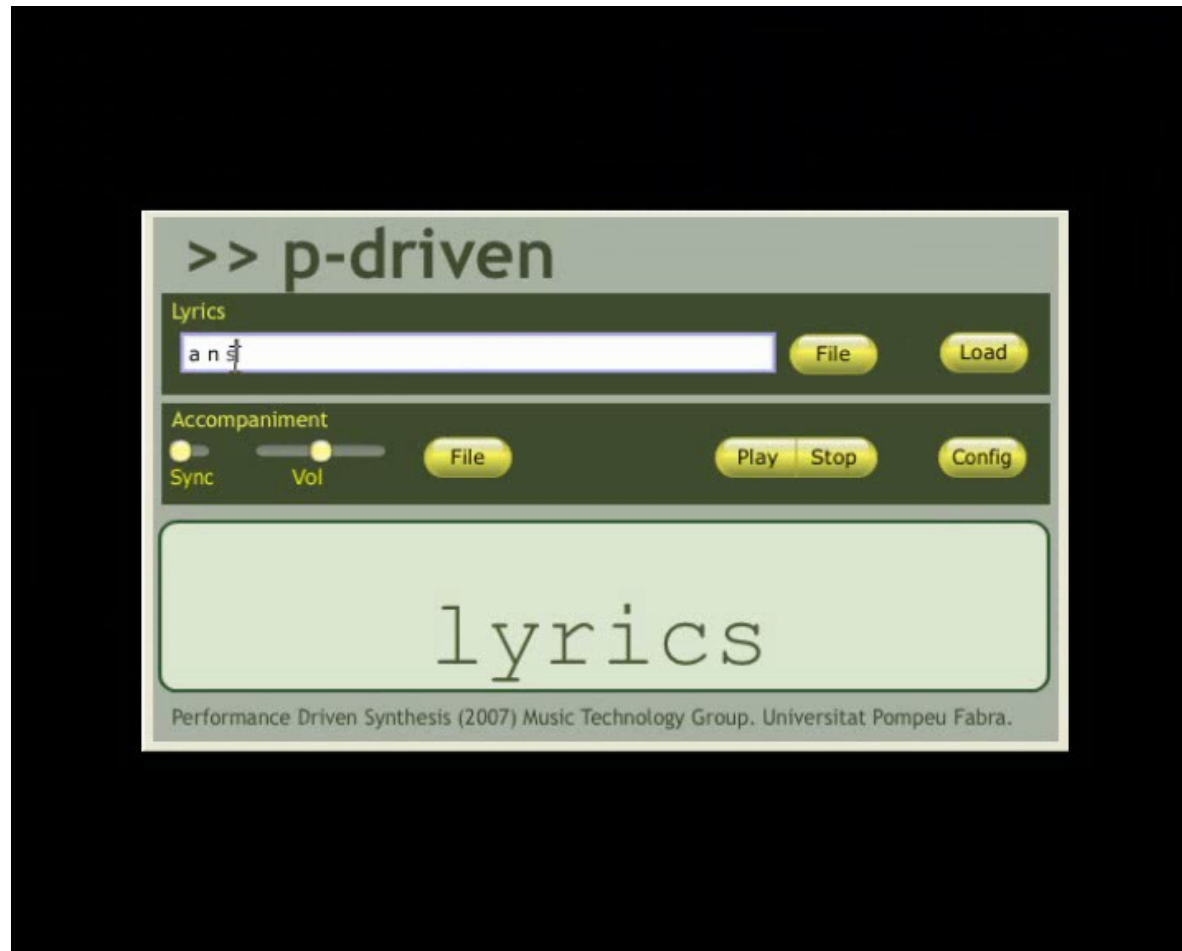 >> p-driven
Lyrics
a n s
File
Load
Accompaniment
Sync
Vol
File
Play
Stop
Config
lyrics
Performance Driven Synthesis (2007) Music Technology Group. Universitat Pompeu Fabra.